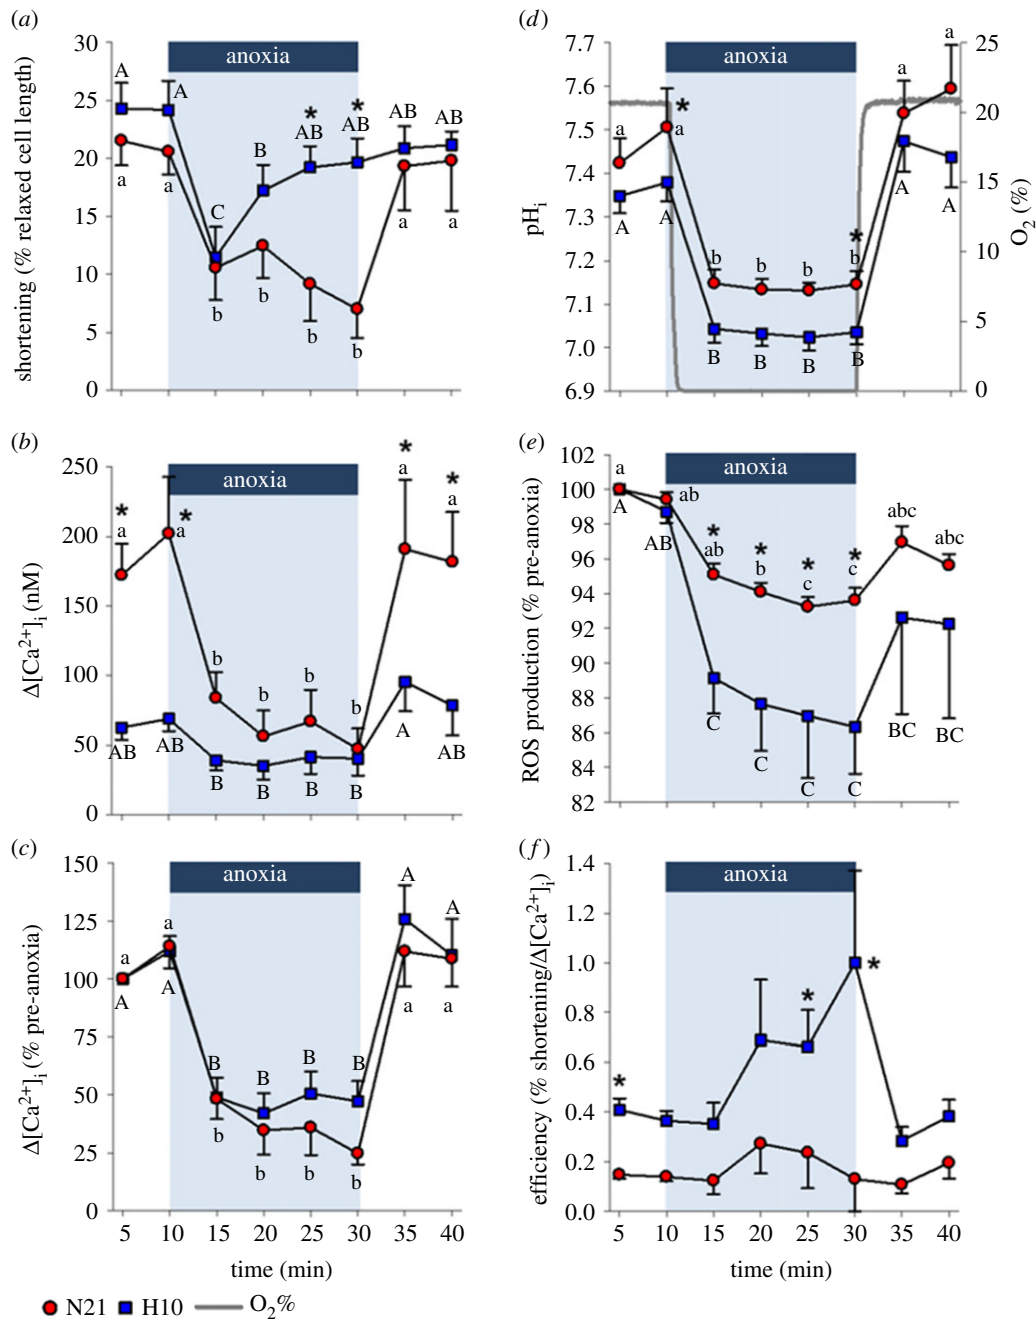 (a)
30
25
20
15
10
5
0
shortening (% relaxed cell length)
anoxia
A
A
C
B
*
AB
*
AB
AB
AB
a
a
b
b
b
b
a
a
(b)
250
200
150
100
50
0
Δ[Ca²⁺]ᵢ (nM)
anoxia
*
a
*
a
b
b
b
b
*
a
*
a
AB
AB
B
B
B
B
A
AB
(c)
150
125
100
75
50
25
0
Δ[Ca²⁺]ᵢ (% pre-anoxia)
anoxia
a
a
B
B
B
B
A
A
A
A
b
b
b
b
a
a
5 10 15 20 25 30 35 40
time (min)
(d)
7.7
7.6
7.5
7.4
7.3
7.2
7.1
7.0
6.9
pHᵢ
anoxia
25
20
15
10
5
0
O₂ (%)
a
*
a
b
b
b
*
b
a
a
A
A
B
B
B
B
A
A
(e)
102
100
98
96
94
92
90
88
86
84
82
ROS production (% pre-anoxia)
anoxia
a
ab
*
ab
*
b
*
c
*
c
abc
abc
A
AB
C
C
C
C
BC
BC
(f)
1.4
1.2
1.0
0.8
0.6
0.4
0.2
0.0
efficiency (% shortening/Δ[Ca²⁺]ᵢ)
anoxia
*
*
*
5 10 15 20 25 30 35 40
time (min)
N21 H10 O₂%